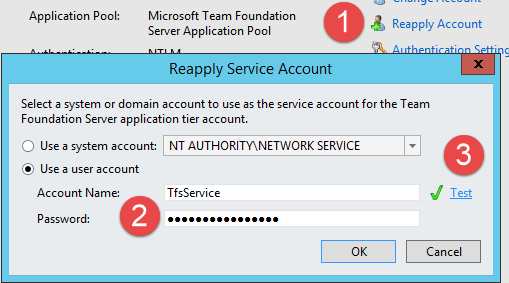 Change Account
Application Pool: Microsoft Team Foundation Server Application Pool
1 Reapply Account
Authentication: NTLM Authentication Setting
Reapply Service Account x
Select a system or domain account to use as the service account for the Team
Foundation Server application tier account.
Use a system account: NT AUTHORITY\NETWORK SERVICE
3
Use a user account
Account Name: TfsService Test
Password: 2 ●●●●●●●●●●●●●●●●
OK Cancel